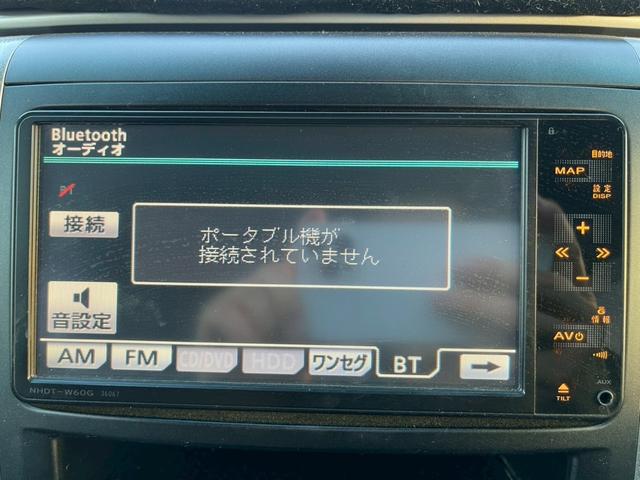 Bluetooth
オーディオ
BT
接続
ポータブル機が
接続されていません
音設定
AM
FM
CD/DVD
HDD
ワンセグ
BT
NHDT-W60G
目的地
MAP
設定
DISP
+
−
情報
AV
TILT
AUX